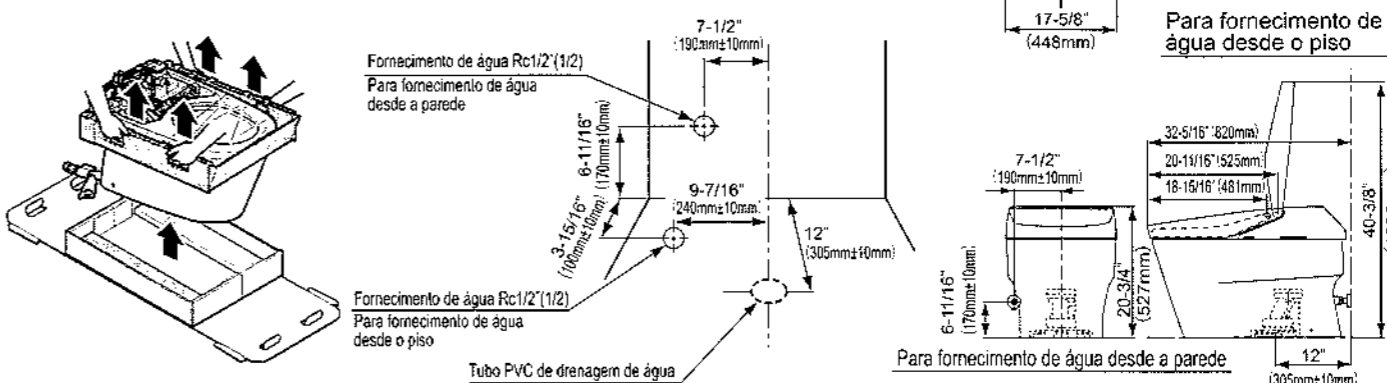 7-1/2"
(190mm±10mm)
Fornecimento de água Rc1/2"(1/2)
Para fornecimento de água
desde a parede
6-11/16"
(170mm±10mm)
9-7/16"
240mm±10mm
3-15/16"
(100mm±10mm)
12"
(305mm±10mm)
Fornecimento de água Rc1/2"(1/2)
Para fornecimento de água
desde o piso
Tubo PVC de drenagem de água
17-5/8"
(448mm)
Para fornecimento de
água desde o piso
32-5/16" (820mm)
20-11/16" (525mm)
18-15/16" (481mm)
7-1/2"
(190mm±10mm)
6-11/16"
(170mm±10mm)
20-3/4"
(527mm)
40-3/8"
12"
(305mm±10mm)
Para fornecimento de água desde a parede